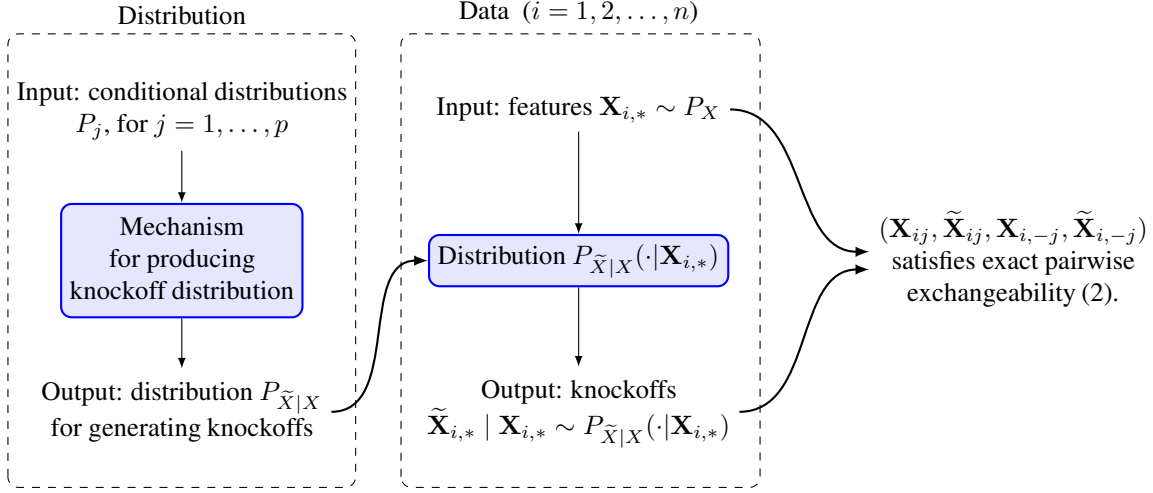 Distribution
Input: conditional distributions
P_j, for j = 1, . . . , p
Mechanism
for producing
knockoff distribution
Output: distribution P_{X̃|X}
for generating knockoffs
Data (i = 1, 2, . . . , n)
Input: features X_{i,∗} ∼ P_X
Distribution P_{X̃|X}(·|X_{i,∗})
Output: knockoffs
X̃_{i,∗} | X_{i,∗} ∼ P_{X̃|X}(·|X_{i,∗})
(X_{ij}, X̃_{ij}, X_{i,−j}, X̃_{i,−j})
satisfies exact pairwise
exchangeability (2).